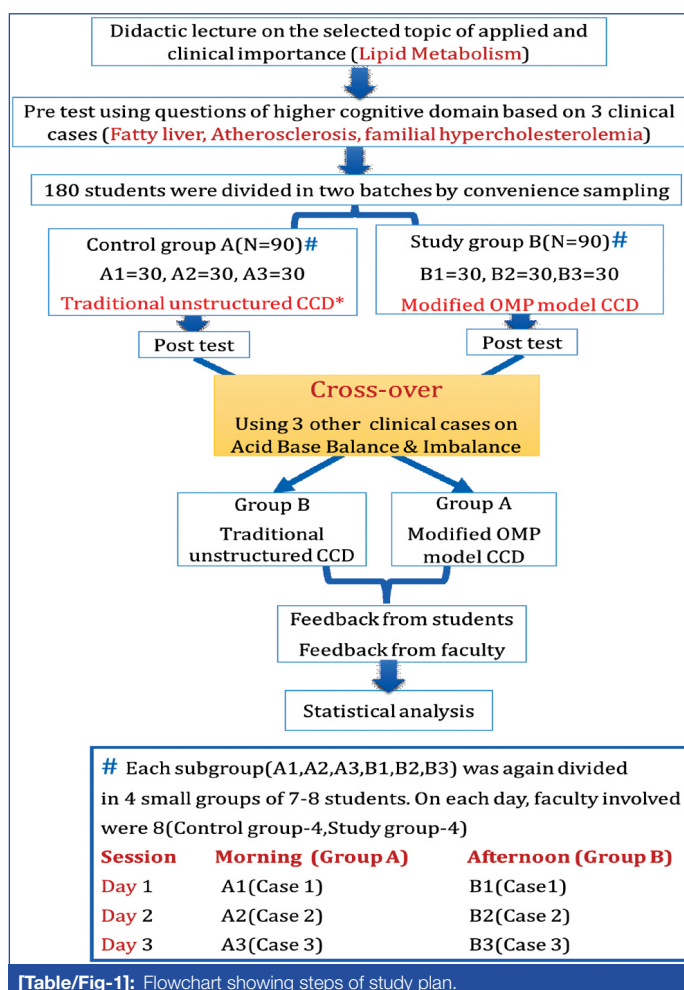 Didactic lecture on the selected topic of applied and
clinical importance (Lipid Metabolism)
Pre test using questions of higher cognitive domain based on 3 clinical
cases (Fatty liver, Atherosclerosis, familial hypercholesterolemia)
180 students were divided in two batches by convenience sampling
Control group A(N=90)#
A1=30, A2=30, A3=30
Traditional unstructured CCD*
Study group B(N=90)#
B1=30, B2=30,B3=30
Modified OMP model CCD
Post test
Post test
Cross-over
Using 3 other clinical cases on
Acid Base Balance & Imbalance
Group B
Traditional
unstructured CCD
Group A
Modified OMP
model CCD
Feedback from students
Feedback from faculty
Statistical analysis
# Each subgroup(A1,A2,A3,B1,B2,B3) was again divided
in 4 small groups of 7-8 students. On each day, faculty involved
were 8(Control group-4,Study group-4)
Session Morning (Group A) Afternoon (Group B)
Day 1 A1(Case 1) B1(Case1)
Day 2 A2(Case 2) B2(Case 2)
Day 3 A3(Case 3) B3(Case 3)
[Table/Fig-1]: Flowchart showing steps of study plan.